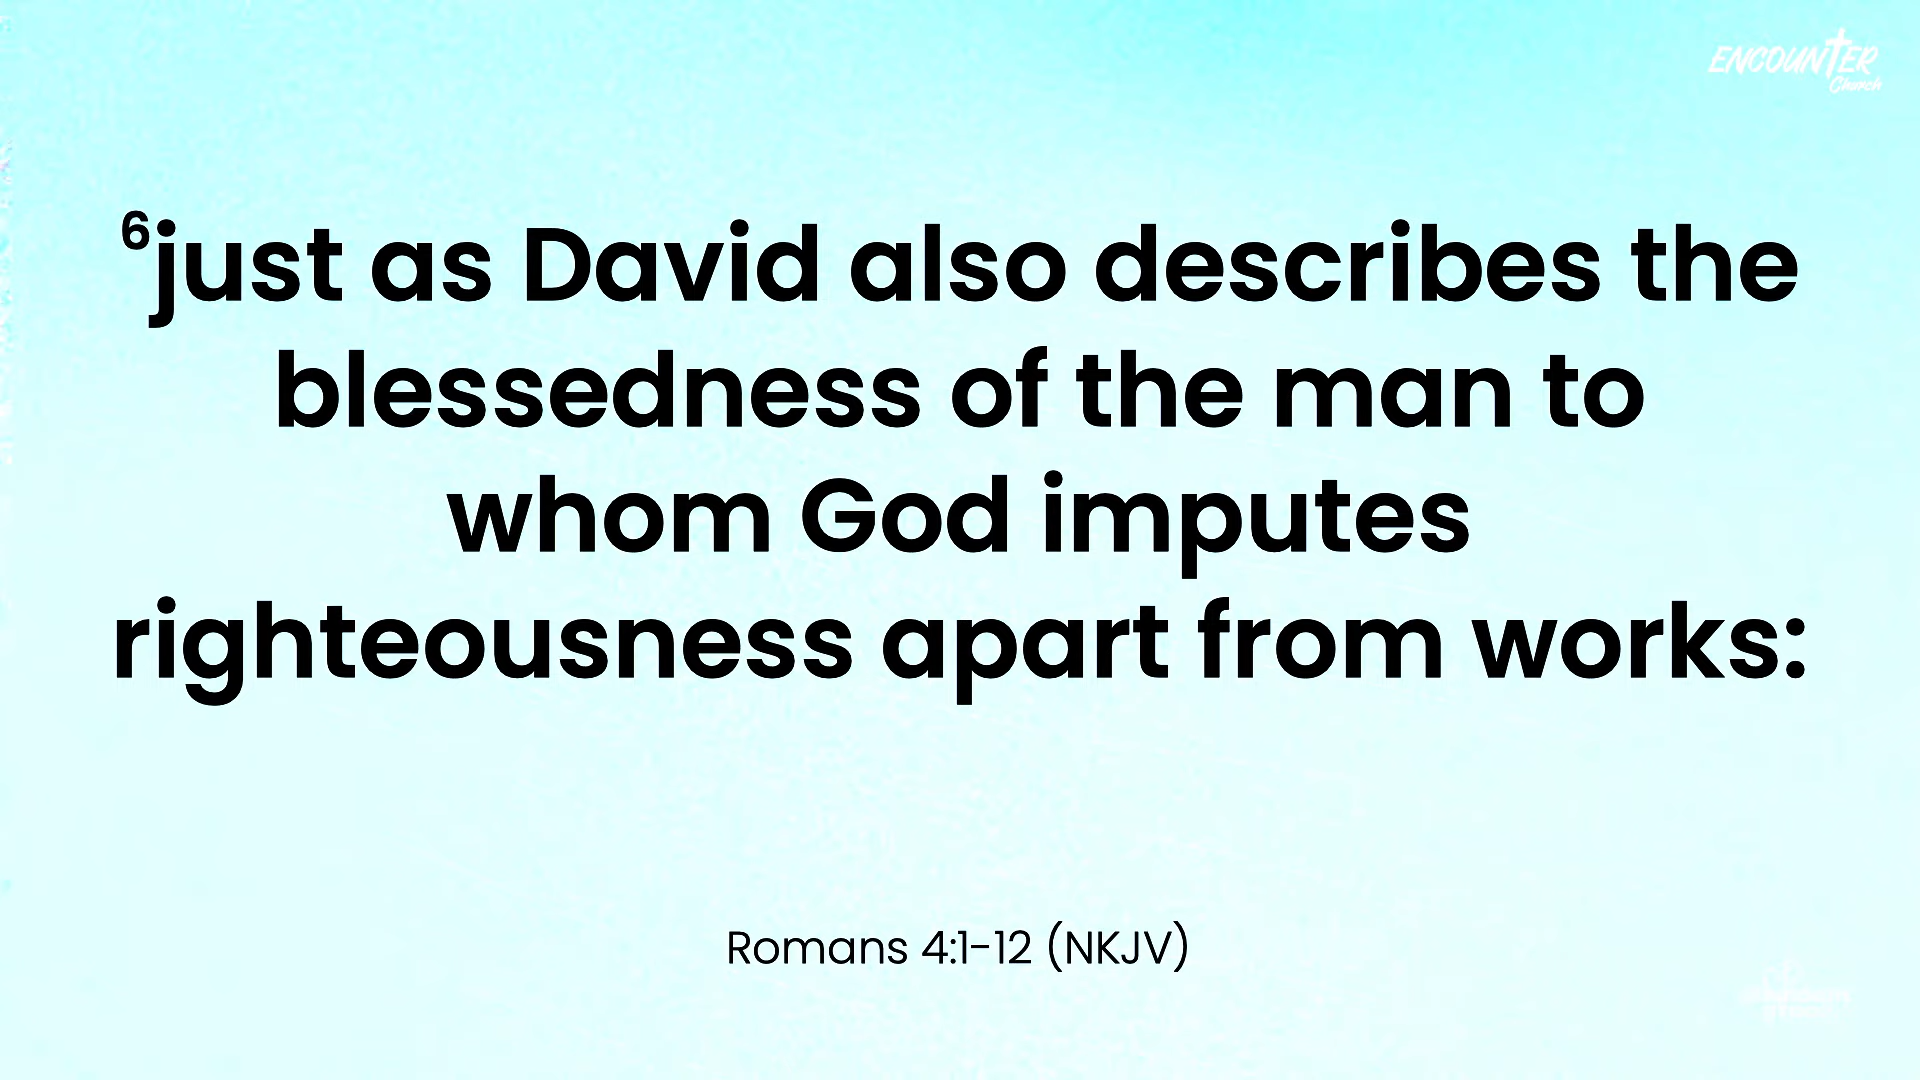 ENCOUNTER
Church
⁶just as David also describes the
blessedness of the man to
whom God imputes
righteousness apart from works:
Romans 4:1-12 (NKJV)